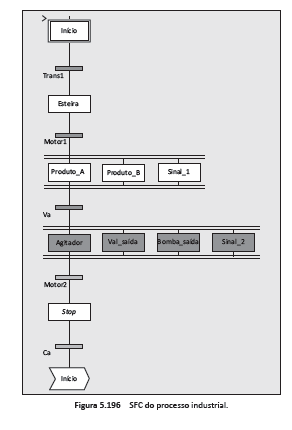 Início
Trans1
Esteira
Motor1
Produto_A Produto_B Sinal_1
Va
Agitador Val_saída Bomba_saída Sinal_2
Motor2
Stop
Ca
Início
Figura 5.196 SFC do processo industrial.